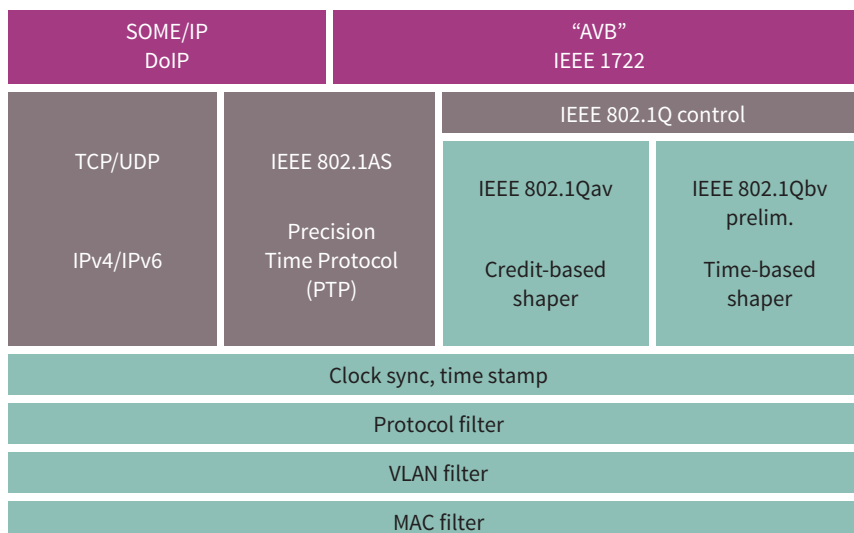 SOME/IP
DoIP
“AVB”
IEEE 1722
TCP/UDP
IPv4/IPv6
IEEE 802.1AS
Precision
Time Protocol
(PTP)
IEEE 802.1Q control
IEEE 802.1Qav
Credit-based
shaper
IEEE 802.1Qbv
prelim.
Time-based
shaper
Clock sync, time stamp
Protocol filter
VLAN filter
MAC filter